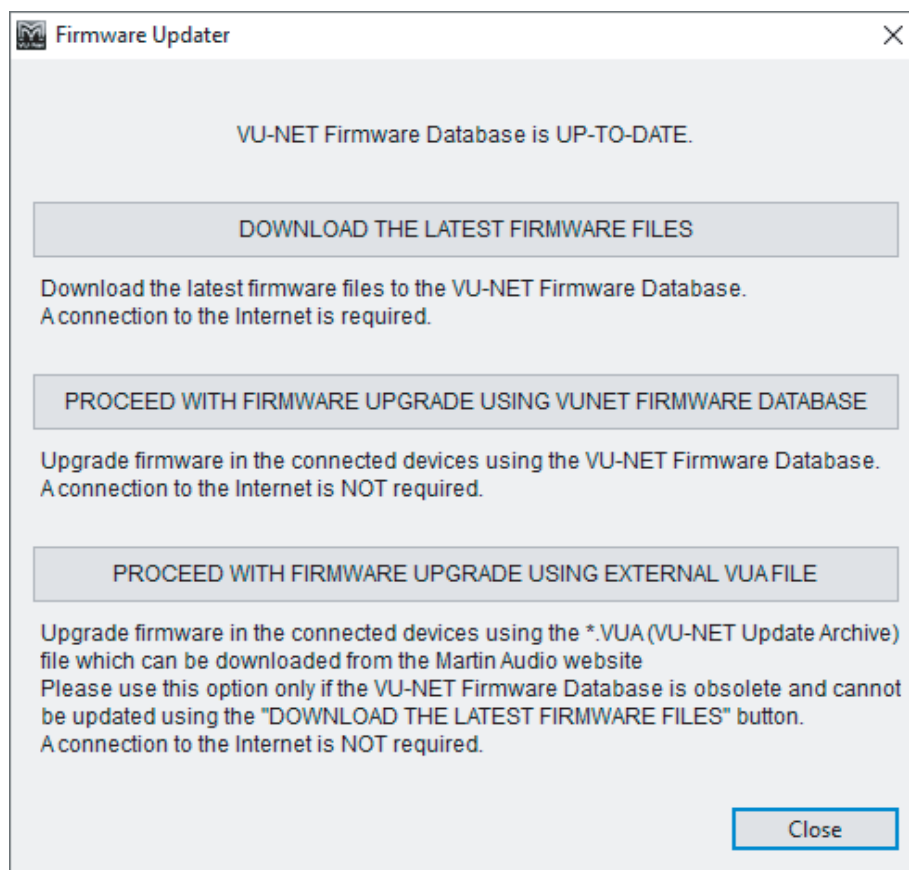 VU-NET
Firmware Updater
VU-NET Firmware Database is UP-TO-DATE.
DOWNLOAD THE LATEST FIRMWARE FILES
Download the latest firmware files to the VU-NET Firmware Database.
A connection to the Internet is required.
PROCEED WITH FIRMWARE UPGRADE USING VUNET FIRMWARE DATABASE
Upgrade firmware in the connected devices using the VU-NET Firmware Database.
A connection to the Internet is NOT required.
PROCEED WITH FIRMWARE UPGRADE USING EXTERNAL VUA FILE
Upgrade firmware in the connected devices using the *.VUA (VU-NET Update Archive)
file which can be downloaded from the Martin Audio website
Please use this option only if the VU-NET Firmware Database is obsolete and cannot
be updated using the "DOWNLOAD THE LATEST FIRMWARE FILES" button.
A connection to the Internet is NOT required.
Close